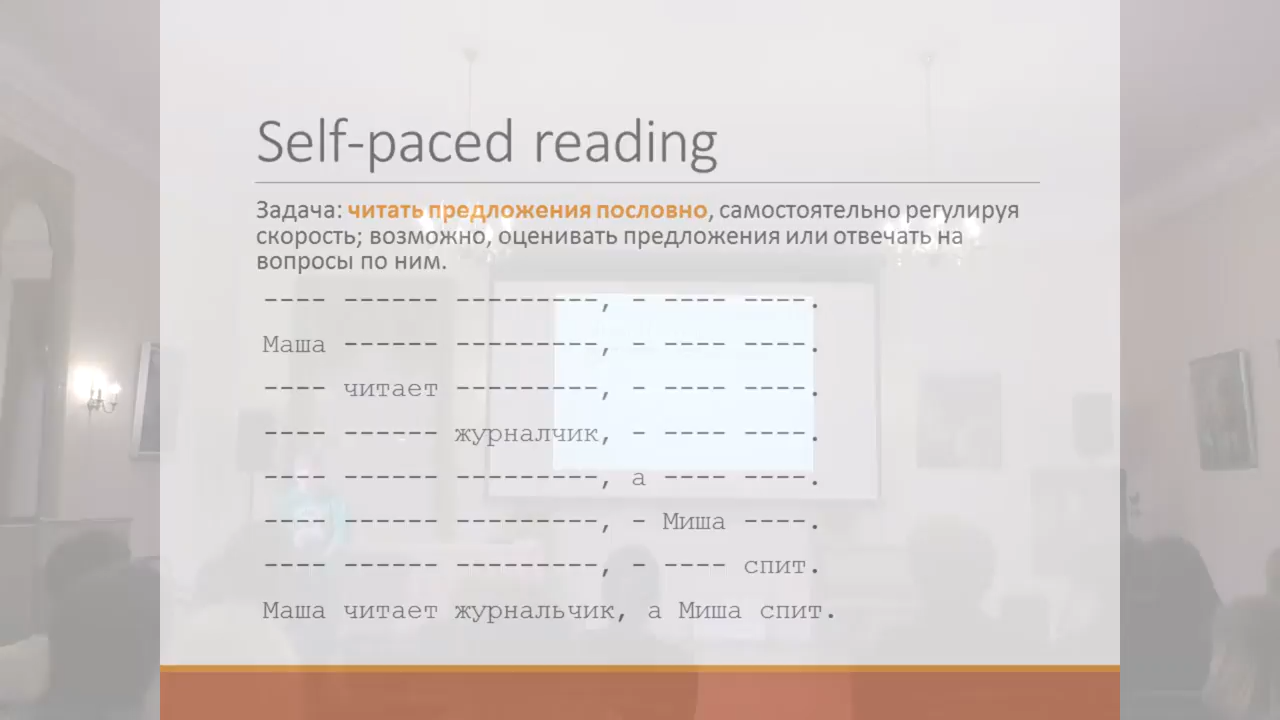 Self-paced reading
Задача: читать предложения пословно, самостоятельно регулируя
скорость; возможно, оценивать предложения или отвечать на
вопросы по ним.
---- ------ ---------, - ---- ----.
Маша ------ ---------, - ---- ----.
---- читает ---------, - ---- ----.
---- ------ журналчик, - ---- ----.
---- ------ ---------, а ---- ----.
---- ------ ---------, - Миша ----.
---- ------ ---------, - ---- спит.
Маша читает журнальчик, а Миша спит.